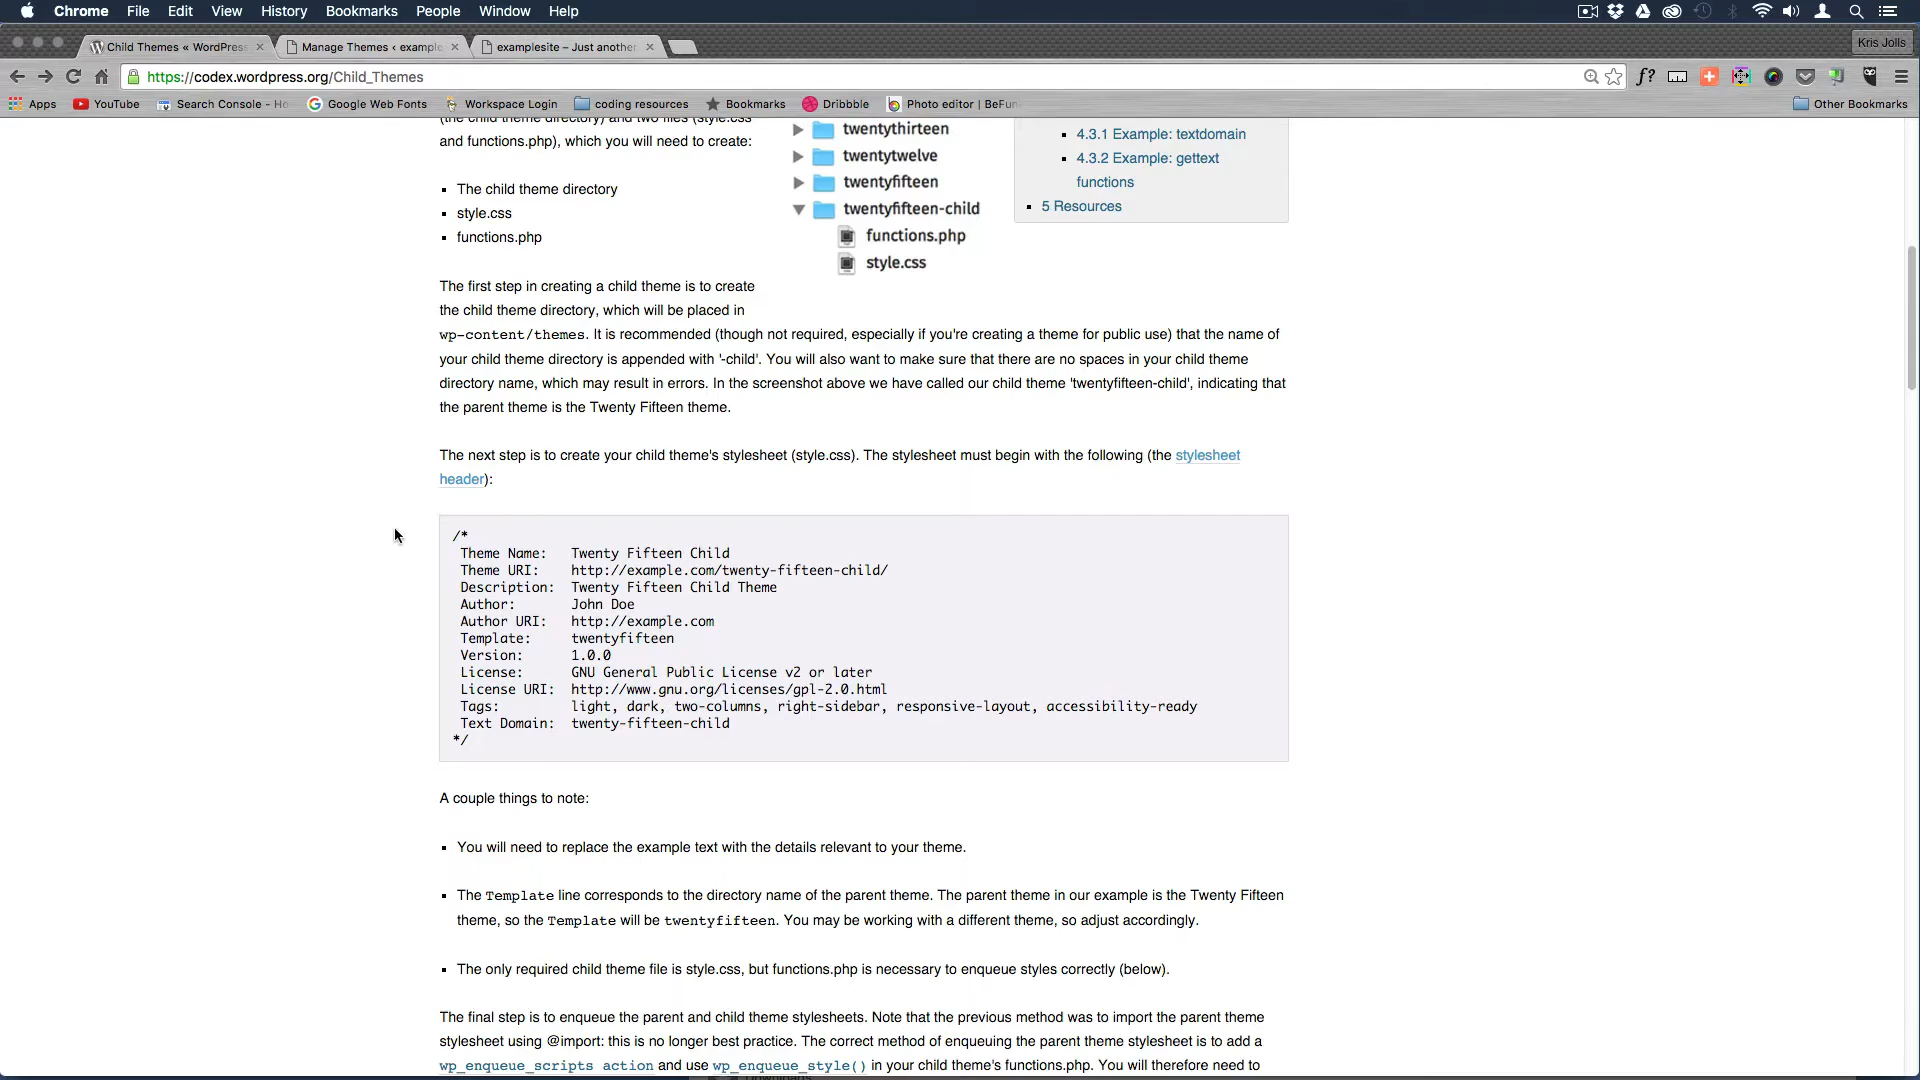 Chrome File Edit View History Bookmarks People Window Help
Child Themes « WordPress
Manage Themes ‹ example
examplesite – Just another
Kris Jolls
https://codex.wordpress.org/Child_Themes
f?
Apps YouTube Search Console - Ho Google Web Fonts Workspace Login coding resources Bookmarks Dribbble Photo editor | BeFun Other Bookmarks
(the child theme directory) and two files (style.css
and functions.php), which you will need to create:
The child theme directory
style.css
functions.php
twentythirteen
twentytwelve
twentyfifteen
twentyfifteen-child
functions.php
style.css
4.3.1 Example: textdomain
4.3.2 Example: gettext
functions
5 Resources
The first step in creating a child theme is to create
the child theme directory, which will be placed in
wp-content/themes. It is recommended (though not required, especially if you're creating a theme for public use) that the name of
your child theme directory is appended with '-child'. You will also want to make sure that there are no spaces in your child theme
directory name, which may result in errors. In the screenshot above we have called our child theme 'twentyfifteen-child', indicating that
the parent theme is the Twenty Fifteen theme.
The next step is to create your child theme's stylesheet (style.css). The stylesheet must begin with the following (the stylesheet
header):
/*
Theme Name: Twenty Fifteen Child
Theme URI: http://example.com/twenty-fifteen-child/
Description: Twenty Fifteen Child Theme
Author: John Doe
Author URI: http://example.com
Template: twentyfifteen
Version: 1.0.0
License: GNU General Public License v2 or later
License URI: http://www.gnu.org/licenses/gpl-2.0.html
Tags: light, dark, two-columns, right-sidebar, responsive-layout, accessibility-ready
Text Domain: twenty-fifteen-child
*/
A couple things to note:
You will need to replace the example text with the details relevant to your theme.
The Template line corresponds to the directory name of the parent theme. The parent theme in our example is the Twenty Fifteen
theme, so the Template will be twentyfifteen. You may be working with a different theme, so adjust accordingly.
The only required child theme file is style.css, but functions.php is necessary to enqueue styles correctly (below).
The final step is to enqueue the parent and child theme stylesheets. Note that the previous method was to import the parent theme
stylesheet using @import: this is no longer best practice. The correct method of enqueuing the parent theme stylesheet is to add a
wp_enqueue_scripts action and use wp_enqueue_style() in your child theme's functions.php. You will therefore need to